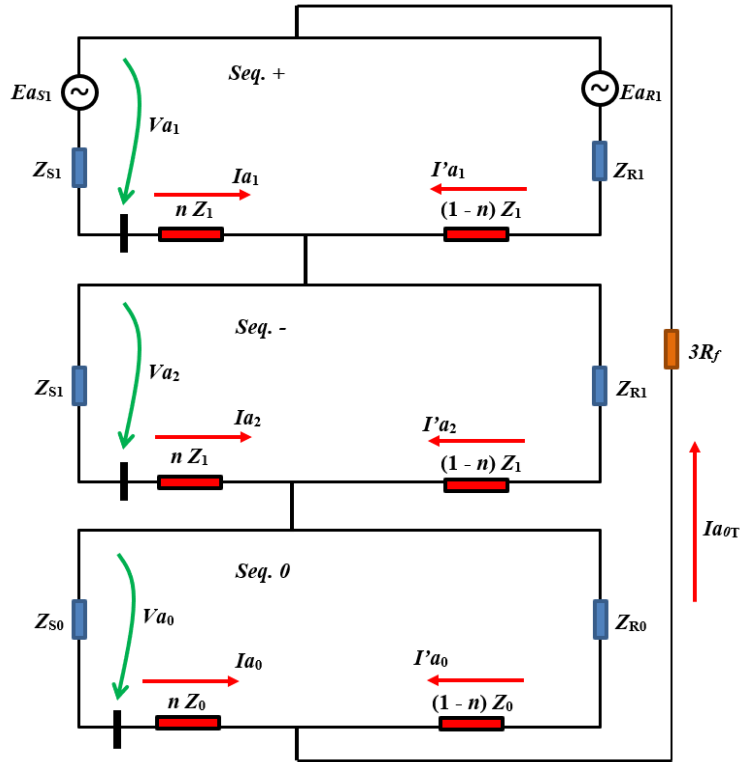 Seq. +
EaS1
EaR1
Va1
ZS1
ZR1
Ia1
I'a1
n Z1
(1 - n) Z1
Seq. -
3Rf
ZS1
Va2
ZR1
Ia2
I'a2
n Z1
(1 - n) Z1
Ia0T
Seq. 0
ZS0
Va0
ZR0
Ia0
I'a0
n Z0
(1 - n) Z0